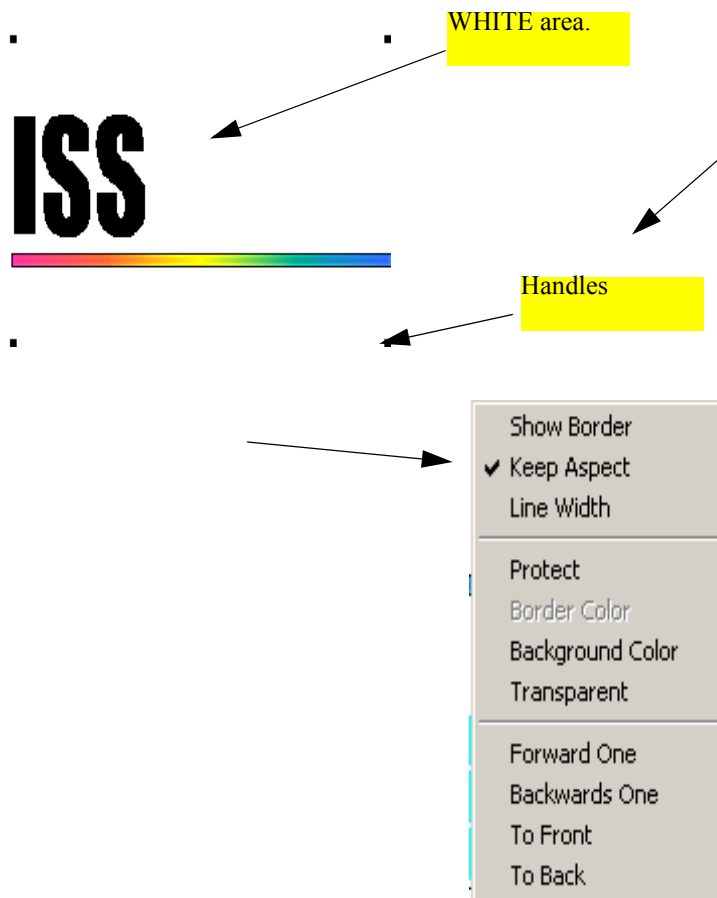 WHITE area.
ISS
Handles
Show Border
Keep Aspect
Line Width
Protect
Border Color
Background Color
Transparent
Forward One
Backwards One
To Front
To Back